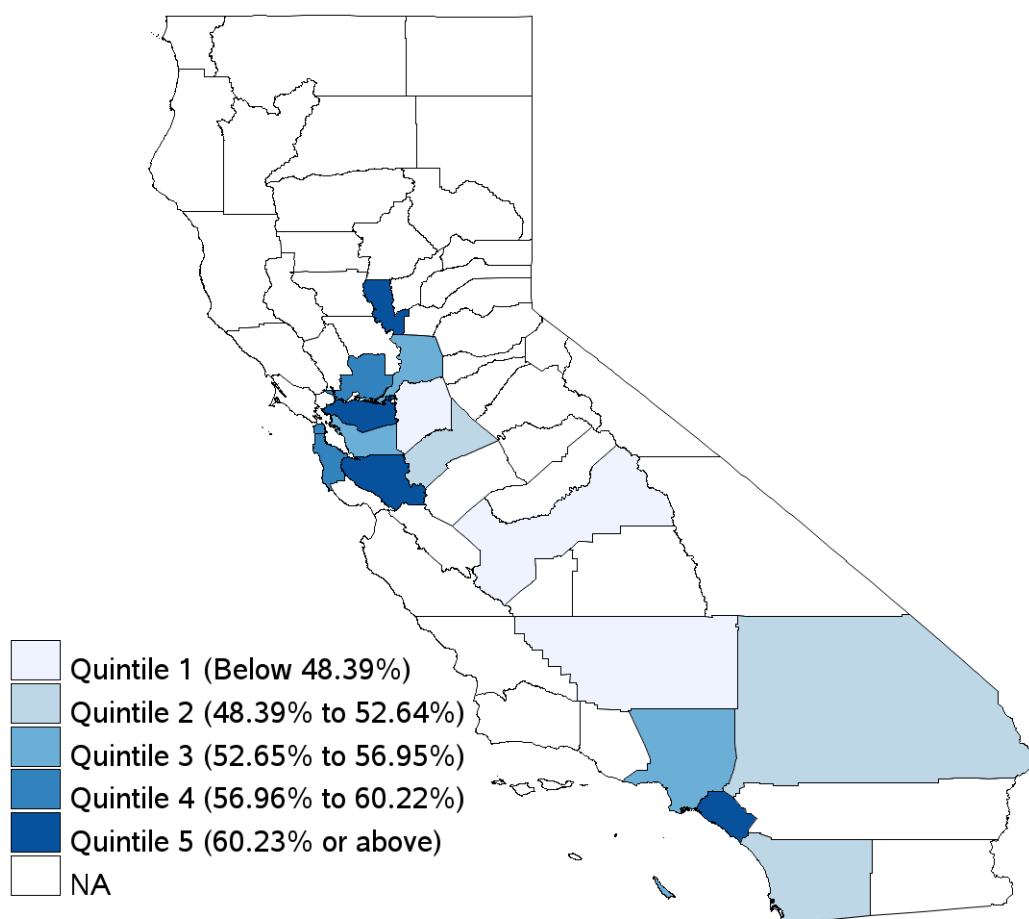 Quintile 1 (Below 48.39%)
Quintile 2 (48.39% to 52.64%)
Quintile 3 (52.65% to 56.95%)
Quintile 4 (56.96% to 60.22%)
Quintile 5 (60.23% or above)
NA